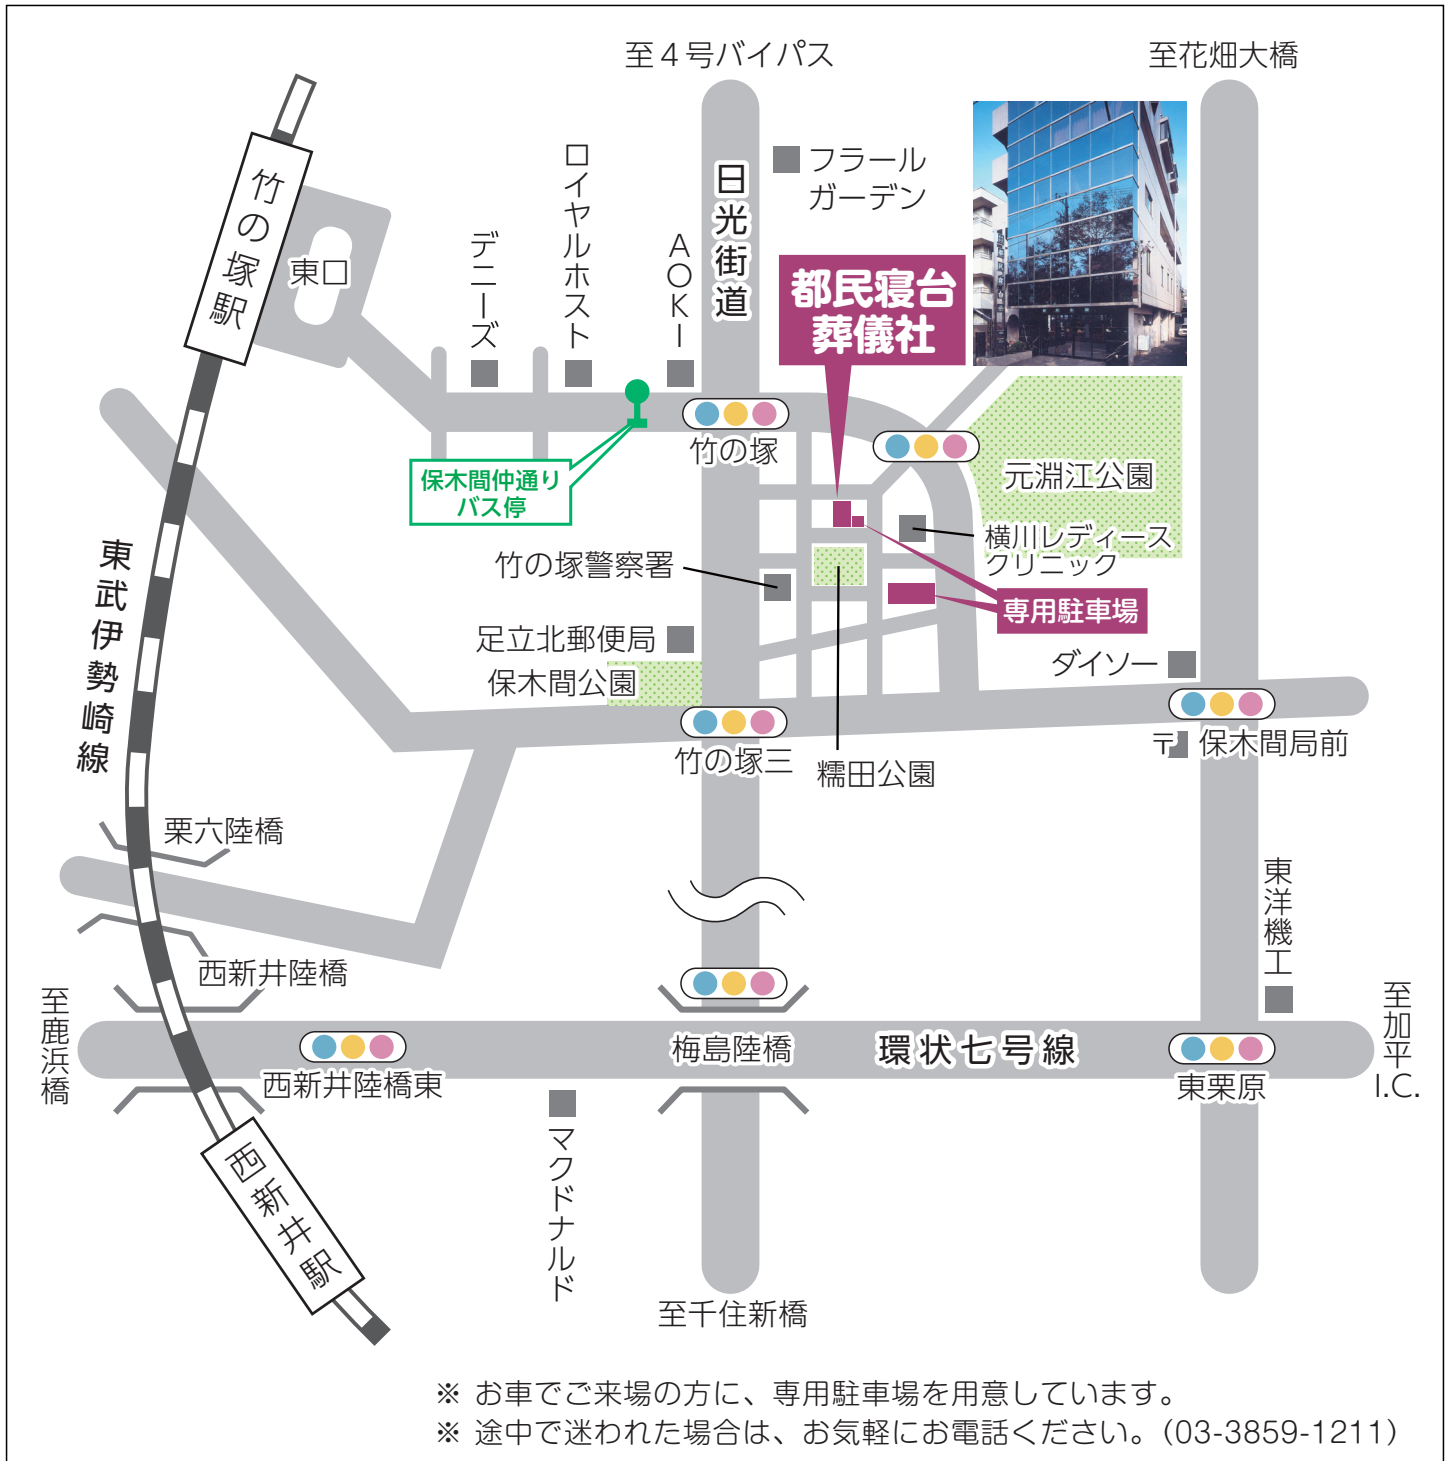 至４号バイパス
至花畑大橋
竹の塚駅
東口
デニーズ
ロイヤルホスト
AOKI
日光街道
フラール
ガーデン
都民寝台
葬儀社
竹の塚
保木間仲通り
バス停
元淵江公園
横川レディース
クリニック
竹の塚警察署
専用駐車場
足立北郵便局
保木間公園
ダイソー
東武伊勢崎線
竹の塚三
糯田公園
〒
保木間局前
栗六陸橋
東洋機工
西新井陸橋
至鹿浜橋
西新井陸橋東
梅島陸橋
環状七号線
東栗原
至加平
I.C.
マクドナルド
西新井駅
至千住新橋
※ お車でご来場の方に、専用駐車場を用意しています。
※ 途中で迷われた場合は、お気軽にお電話ください。(03-3859-1211)